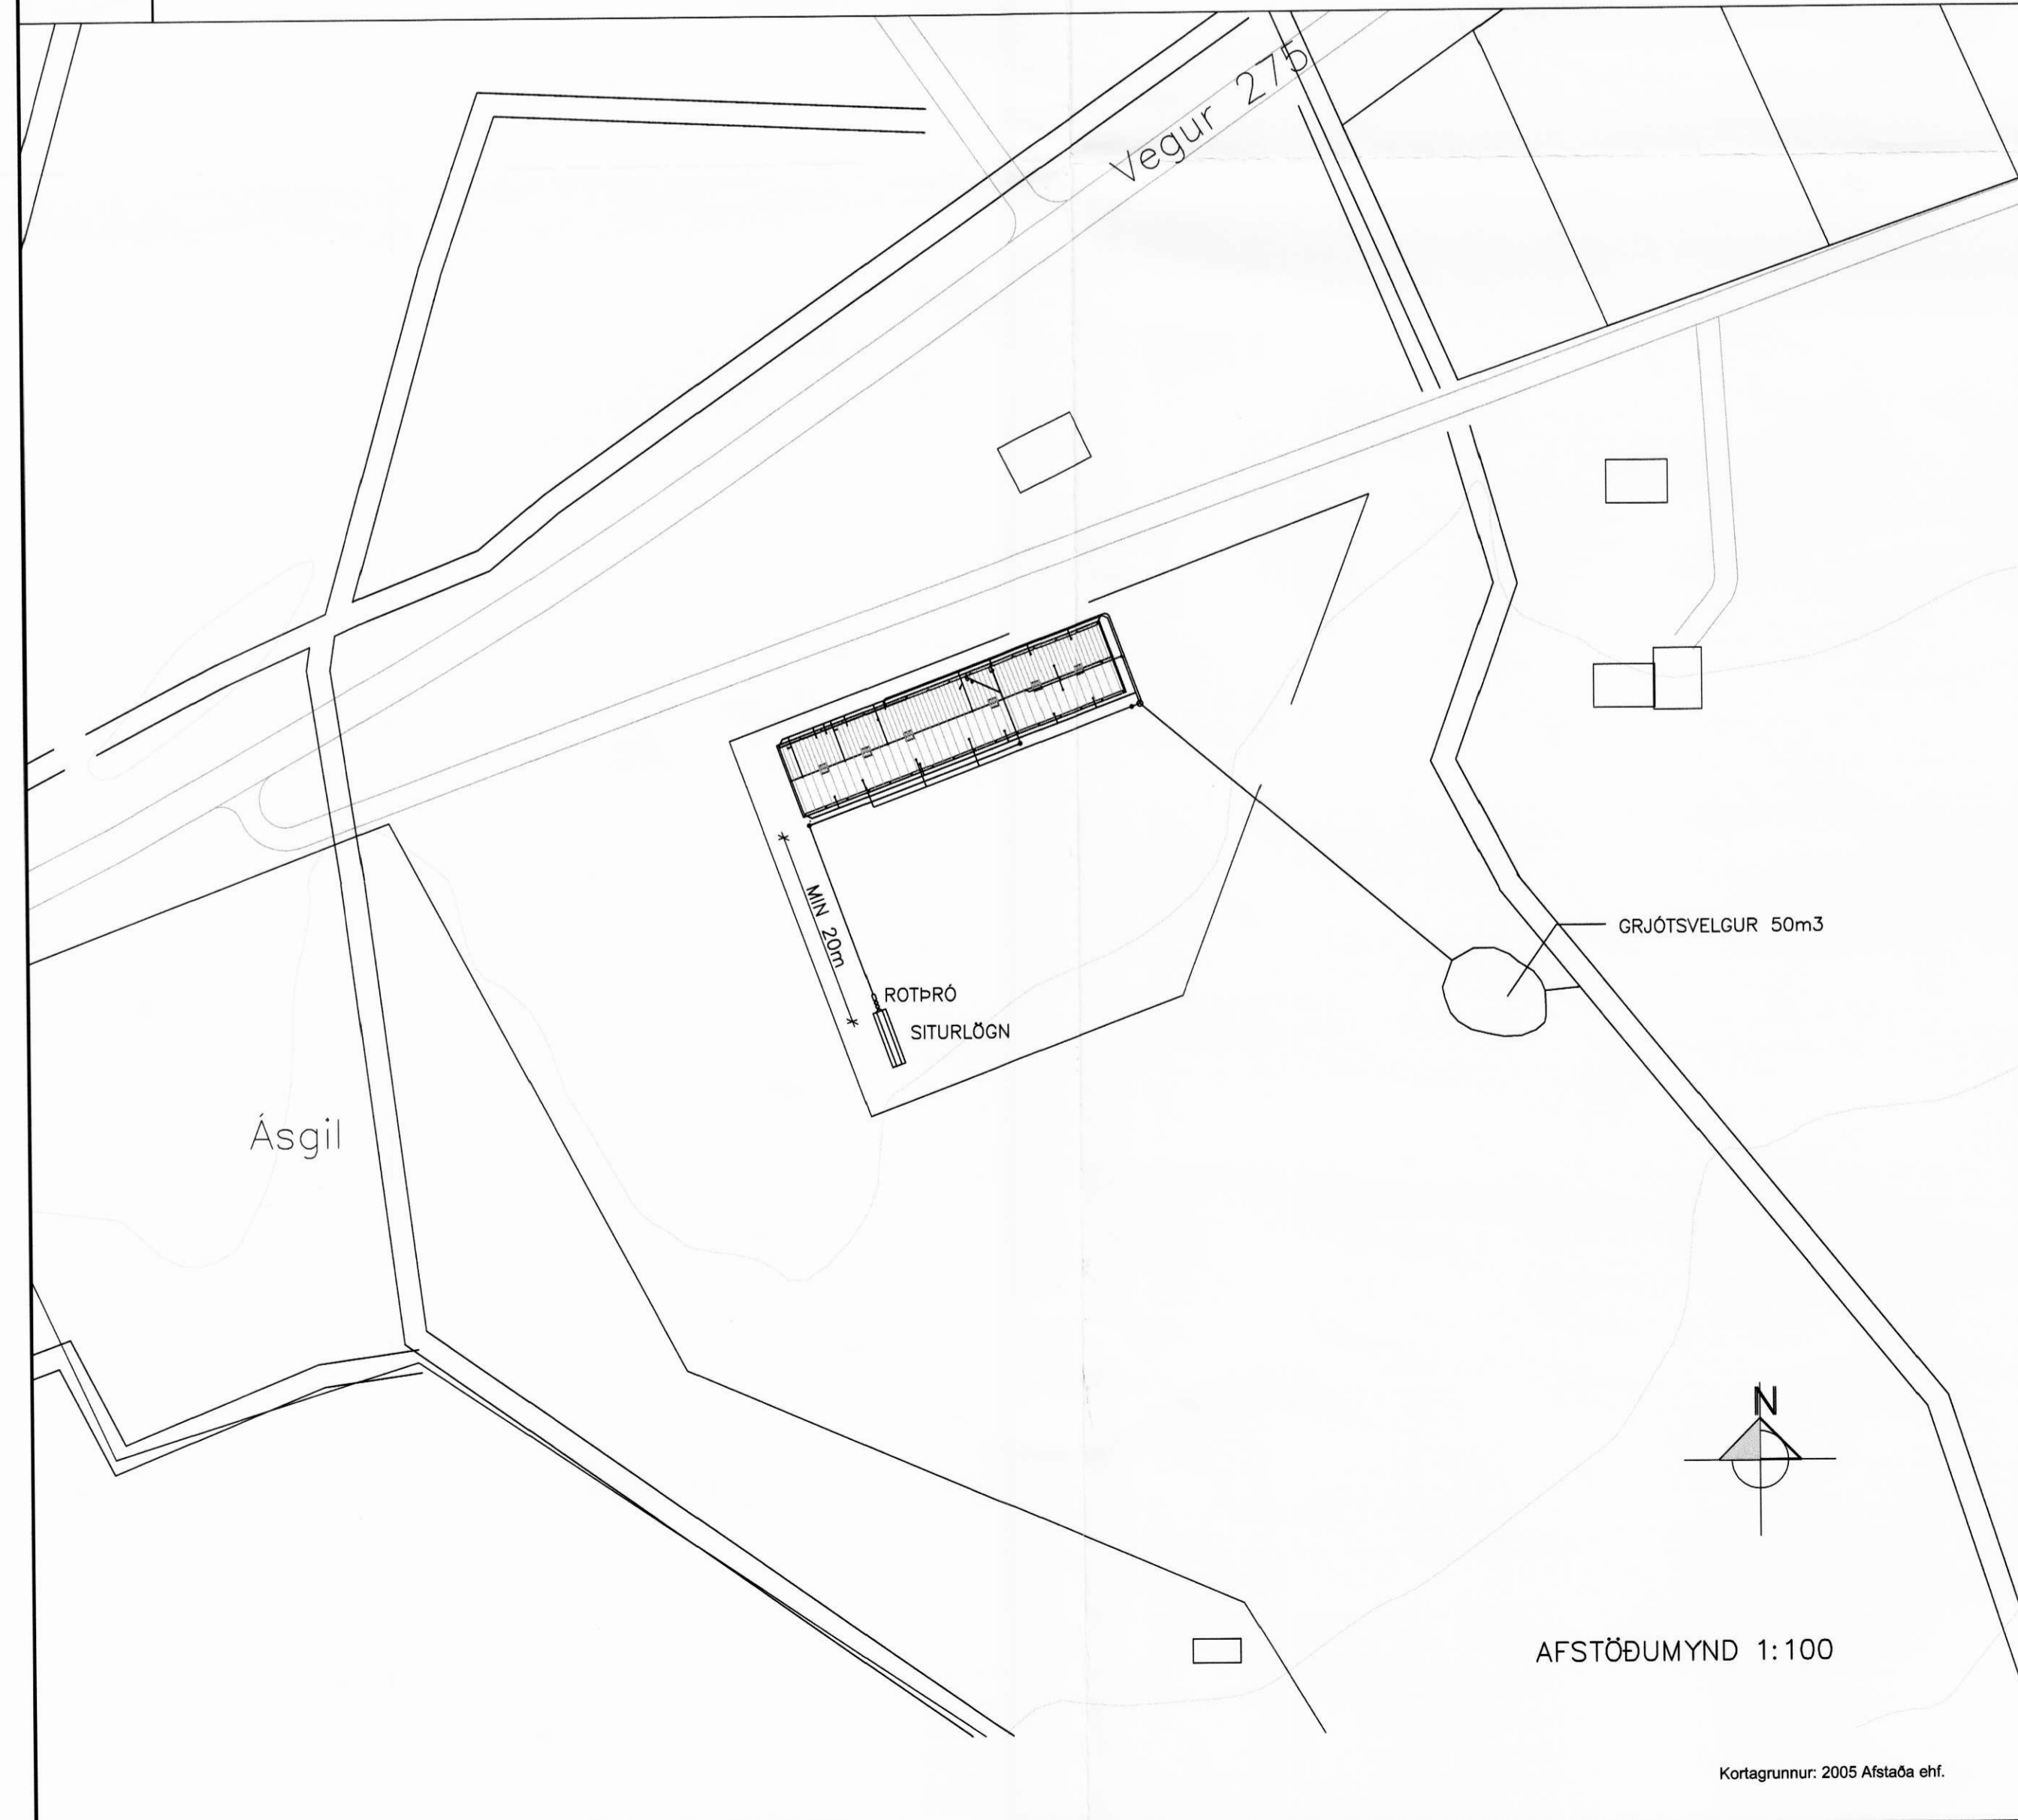 Vegur 275
GRJÓTSVELGUR 50m3
MIN 20m
ROTÞRÓ
SITURLÖGN
Ásgil
N
AFSTÖÐUMYND 1:100
Kortagrunnur: 2005 Afstaða ehf.